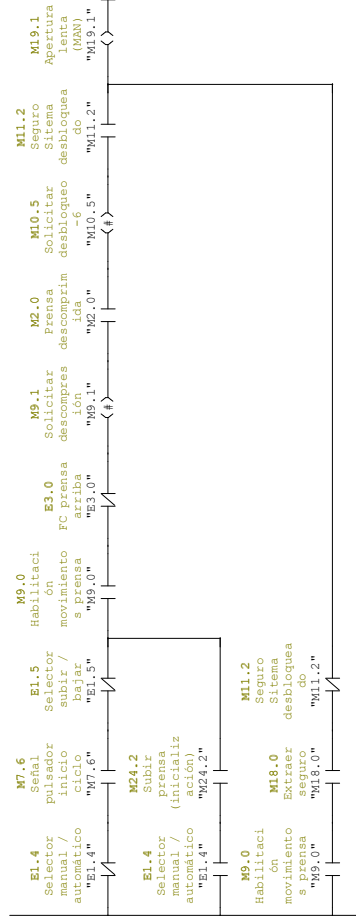 E1.4
Selector
manual /
automático
"E1.4"
M7.6
Señal
pulsador
inicio
ciclo
"M7.6"
E1.5
Selector
subir /
bajar
"E1.5"
M9.0
Habilitaci
ón
movimiento
s prensa
"M9.0"
E3.0
FC prensa
arriba
"E3.0"
M9.1
Solicitar
descompres
ión
"M9.1"
#
M2.0
Prensa
descomprim
ida
"M2.0"
M10.5
Solicitar
desbloqueo
-6
"M10.5"
#
M11.2
Seguro
Sitema
desbloquea
do
"M11.2"
M19.1
Apertura
lenta
(MAN)
"M19.1"
E1.4
Selector
manual /
automático
"E1.4"
M24.2
Subir
prensa
(inicializ
ación)
"M24.2"
M9.0
Habilitaci
ón
movimiento
s prensa
"M9.0"
M18.0
Extraer
seguro
"M18.0"
M11.2
Seguro
Sitema
desbloquea
do
"M11.2"